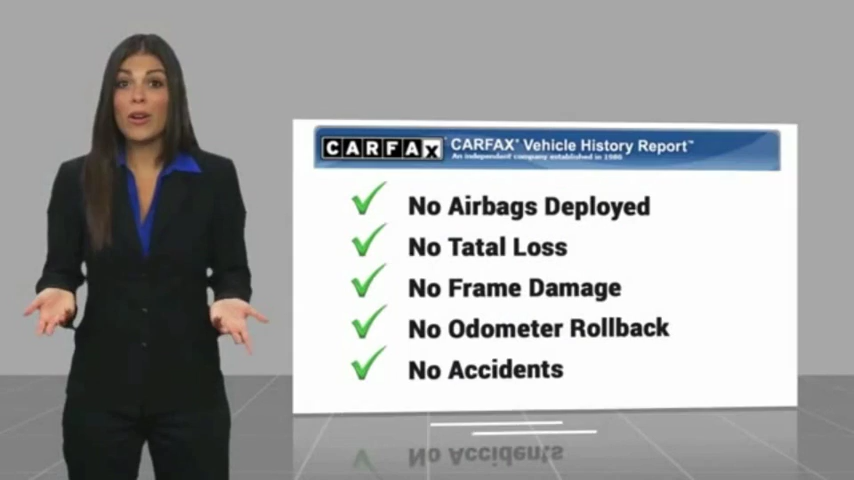 CARFAX CARFAX Vehicle History Report™
An independent company established in 1986
No Airbags Deployed
No Tatal Loss
No Frame Damage
No Odometer Rollback
No Accidents
No Accidents